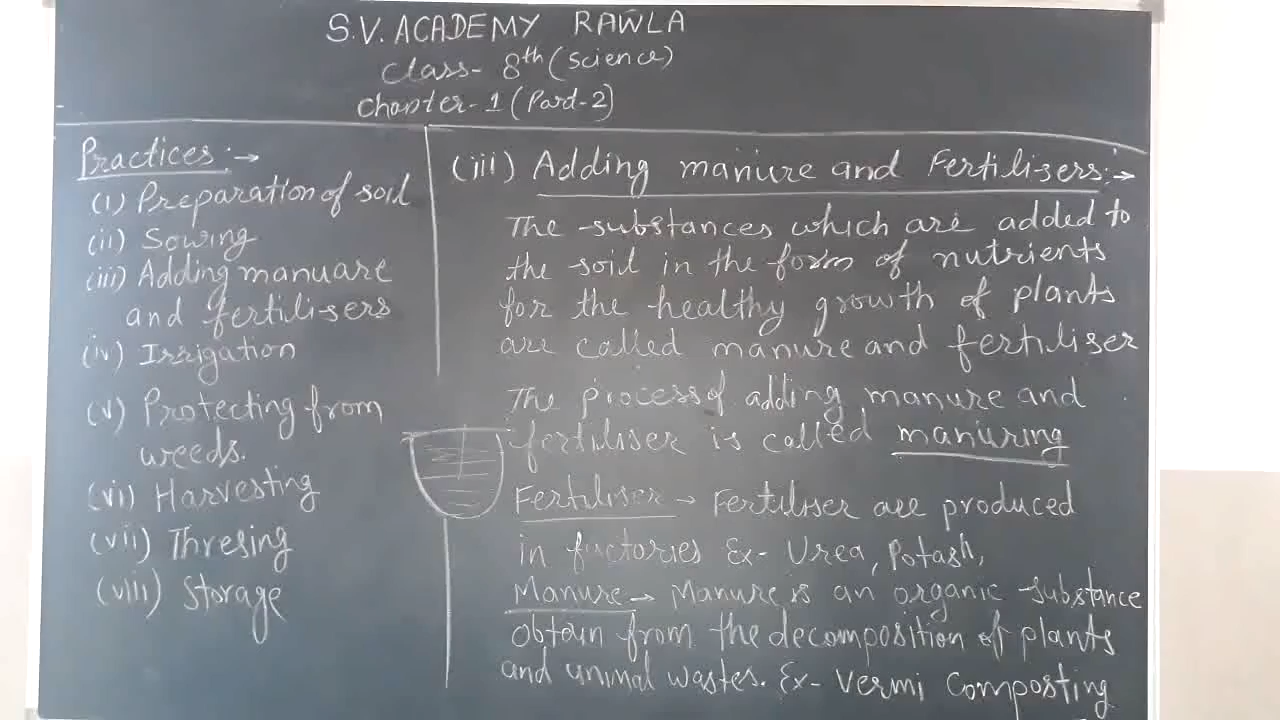 S.V. ACADEMY RAWLA
Class- 8th (Science)
Chapter-1 (Part-2)
Practices :→
(i) Preparation of soil
(ii) Sowing
(iii) Adding manuare
and fertilisers
(iv) Irrigation
(v) Protecting from
weeds.
(vi) Harvesting
(vii) Thresing
(viii) Storage
(iii) Adding manure and Fertilisers:→
The substances which are added to
the soil in the form of nutrients
for the healthy growth of plants
are called manure and fertiliser
The process of adding manure and
fertiliser is called manuring
Fertiliser → Fertiliser are produced
in factories Ex- Urea, Potash,
Manure → Manure is an organic substance
obtain from the decomposition of plants
and animal wastes. Ex- Vermi Composting